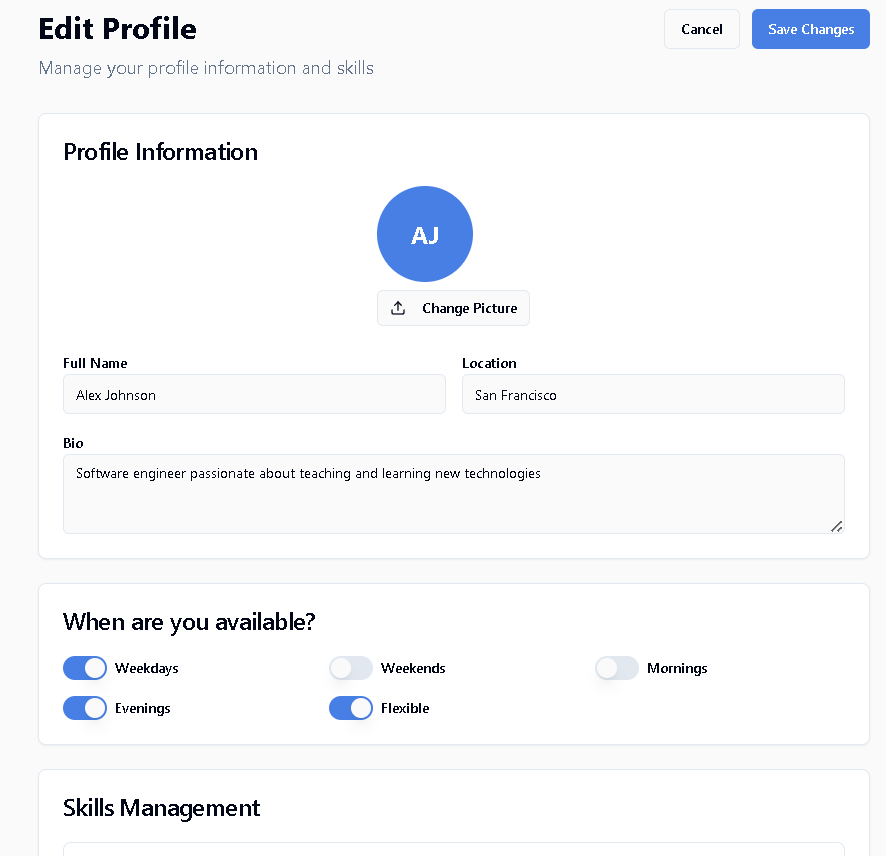 Edit Profile
Cancel
Save Changes
Manage your profile information and skills
Profile Information
AJ
Change Picture
Full Name
Location
Alex Johnson
San Francisco
Bio
Software engineer passionate about teaching and learning new technologies
When are you available?
Weekdays
Weekends
Mornings
Evenings
Flexible
Skills Management